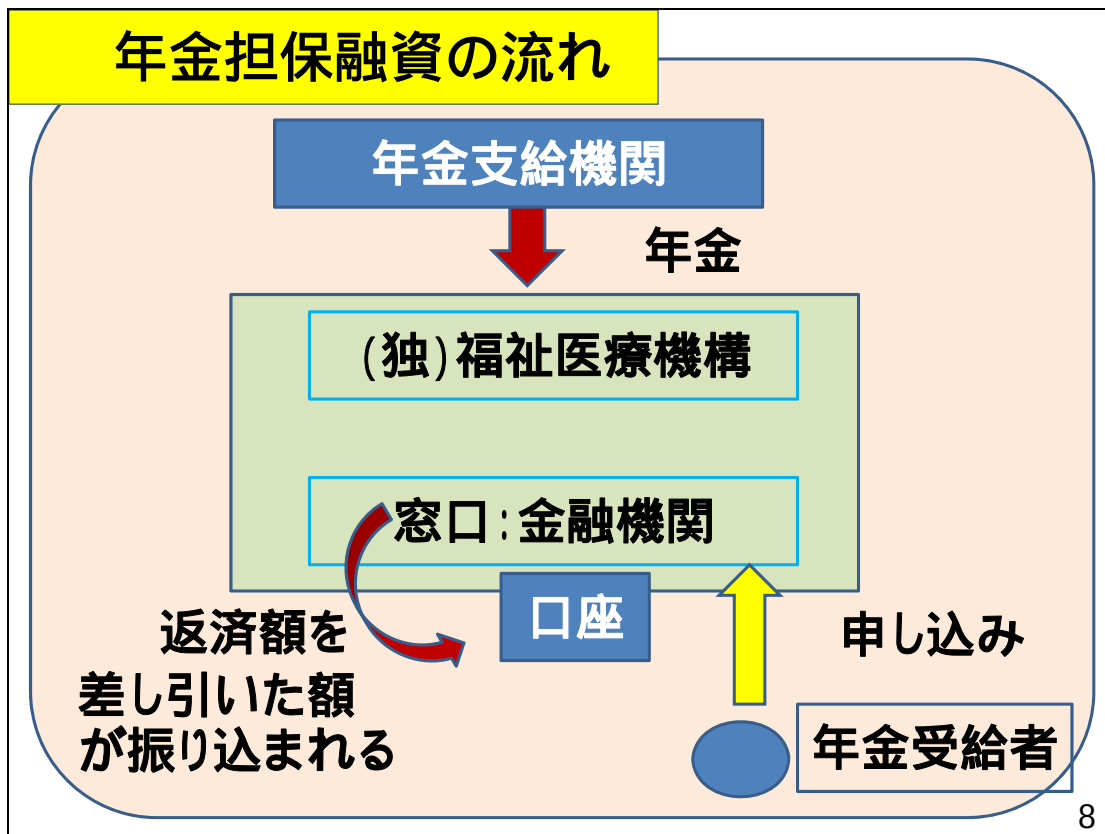 年金担保融資の流れ
年金支給機関
年金
(独)福祉医療機構
窓口:金融機関
口座
返済額を
差し引いた額
が振り込まれる
申し込み
年金受給者
8